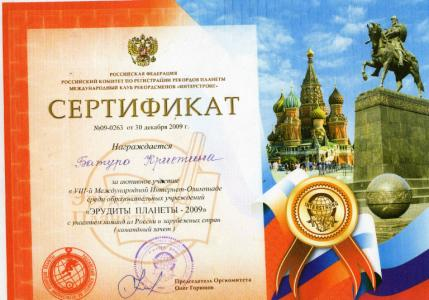 РОССИЙСКАЯ ФЕДЕРАЦИЯ
РОССИЙСКИЙ КОМИТЕТ ПО РЕГИСТРАЦИИ РЕКОРДОВ ПЛАНЕТЫ
МЕЖДУНАРОДНЫЙ КЛУБ РЕКОРДСМЕНОВ «ИНТЕРСТРОНГ»
СЕРТИФИКАТ
№09-0263 от 30 декабря 2009 г.
Награждается
Батуро Кристина
за активное участие
в VIII-й Международной Интернет-Олимпиаде
среди образовательных учреждений
«ЭРУДИТЫ ПЛАНЕТЫ - 2009»
с участием команд из России и зарубежных стран
( командный зачет )
Председатель Оргкомитета
Олег Горюнов